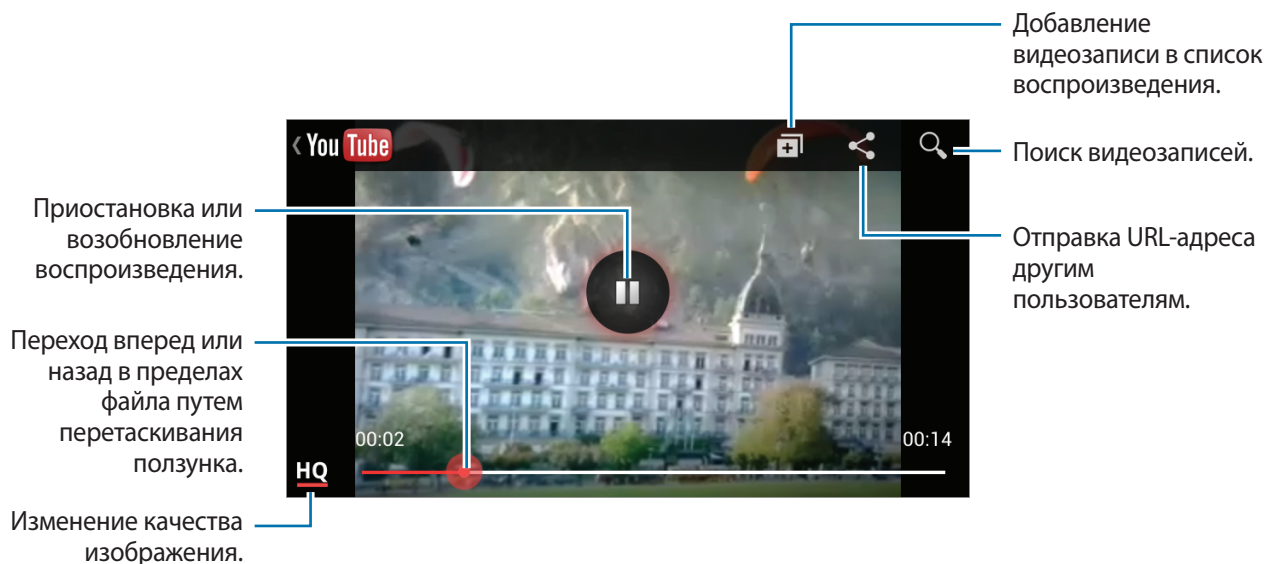 Добавление
видеозаписи в список
воспроизведения.
You Tube
Поиск видеозаписей.
Приостановка или
возобновление
воспроизведения.
Отправка URL-адреса
другим
пользователям.
Переход вперед или
назад в пределах
файла путем
перетаскивания
ползунка.
00:02
00:14
HQ
Изменение качества
изображения.